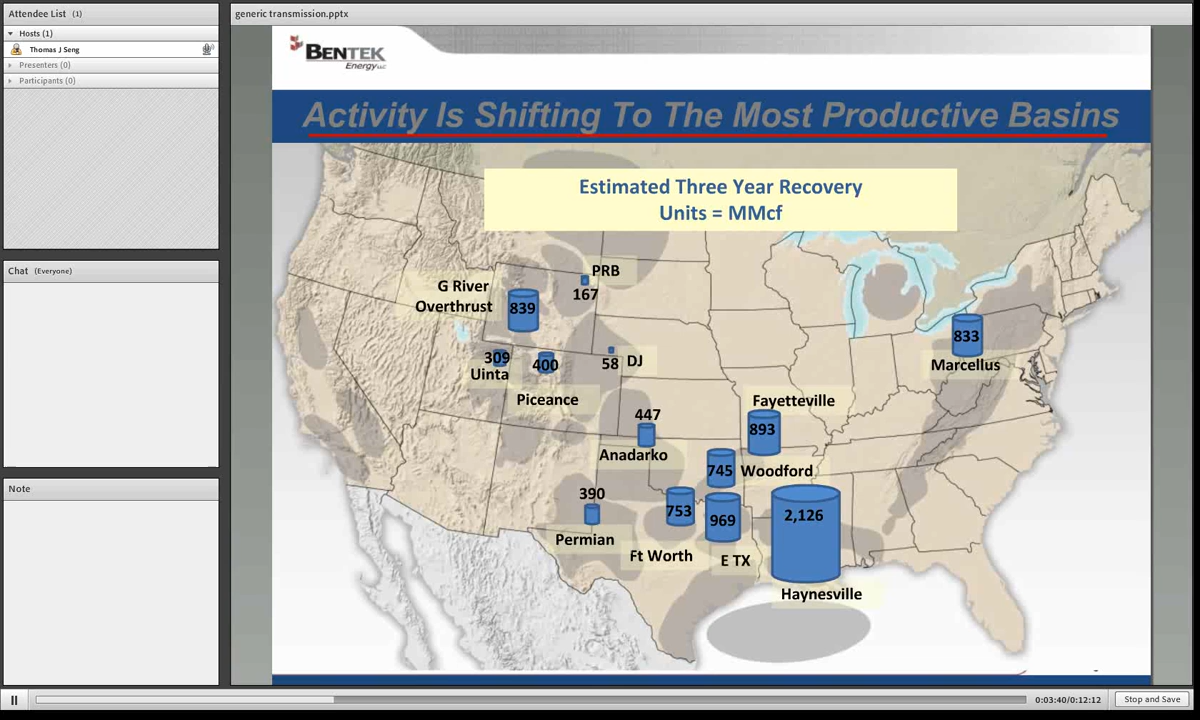 Attendee List (1)
Hosts (1)
Thomas J Seng
Presenters (0)
Participants (0)
Chat (Everyone)
Note
generic transmission.pptx
BENTEK
Energy LLC
Activity Is Shifting To The Most Productive Basins
Estimated Three Year Recovery
Units = MMcf
PRB
167
G River
Overthrust
839
309
Uinta
400
Piceance
58
DJ
833
Marcellus
Fayetteville
893
447
Anadarko
745
Woodford
390
Permian
753
Ft Worth
969
E TX
2,126
Haynesville
0:03:40/0:12:12
Stop and Save